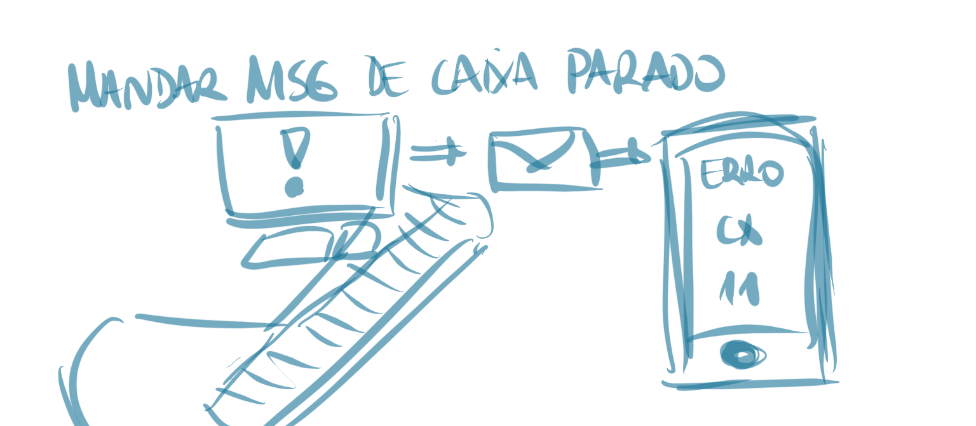 MANDAR MSG DE CAIXA PARADO
!
ERRO
CX
11